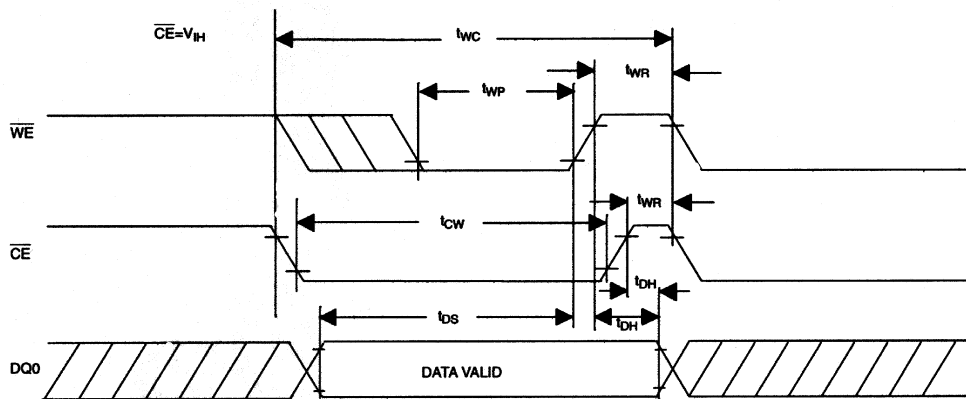 CE=VIH
tWC
tWR
tWP
WE
tWR
tCW
CE
tDH
tDS
tDH
DQ0
DATA VALID